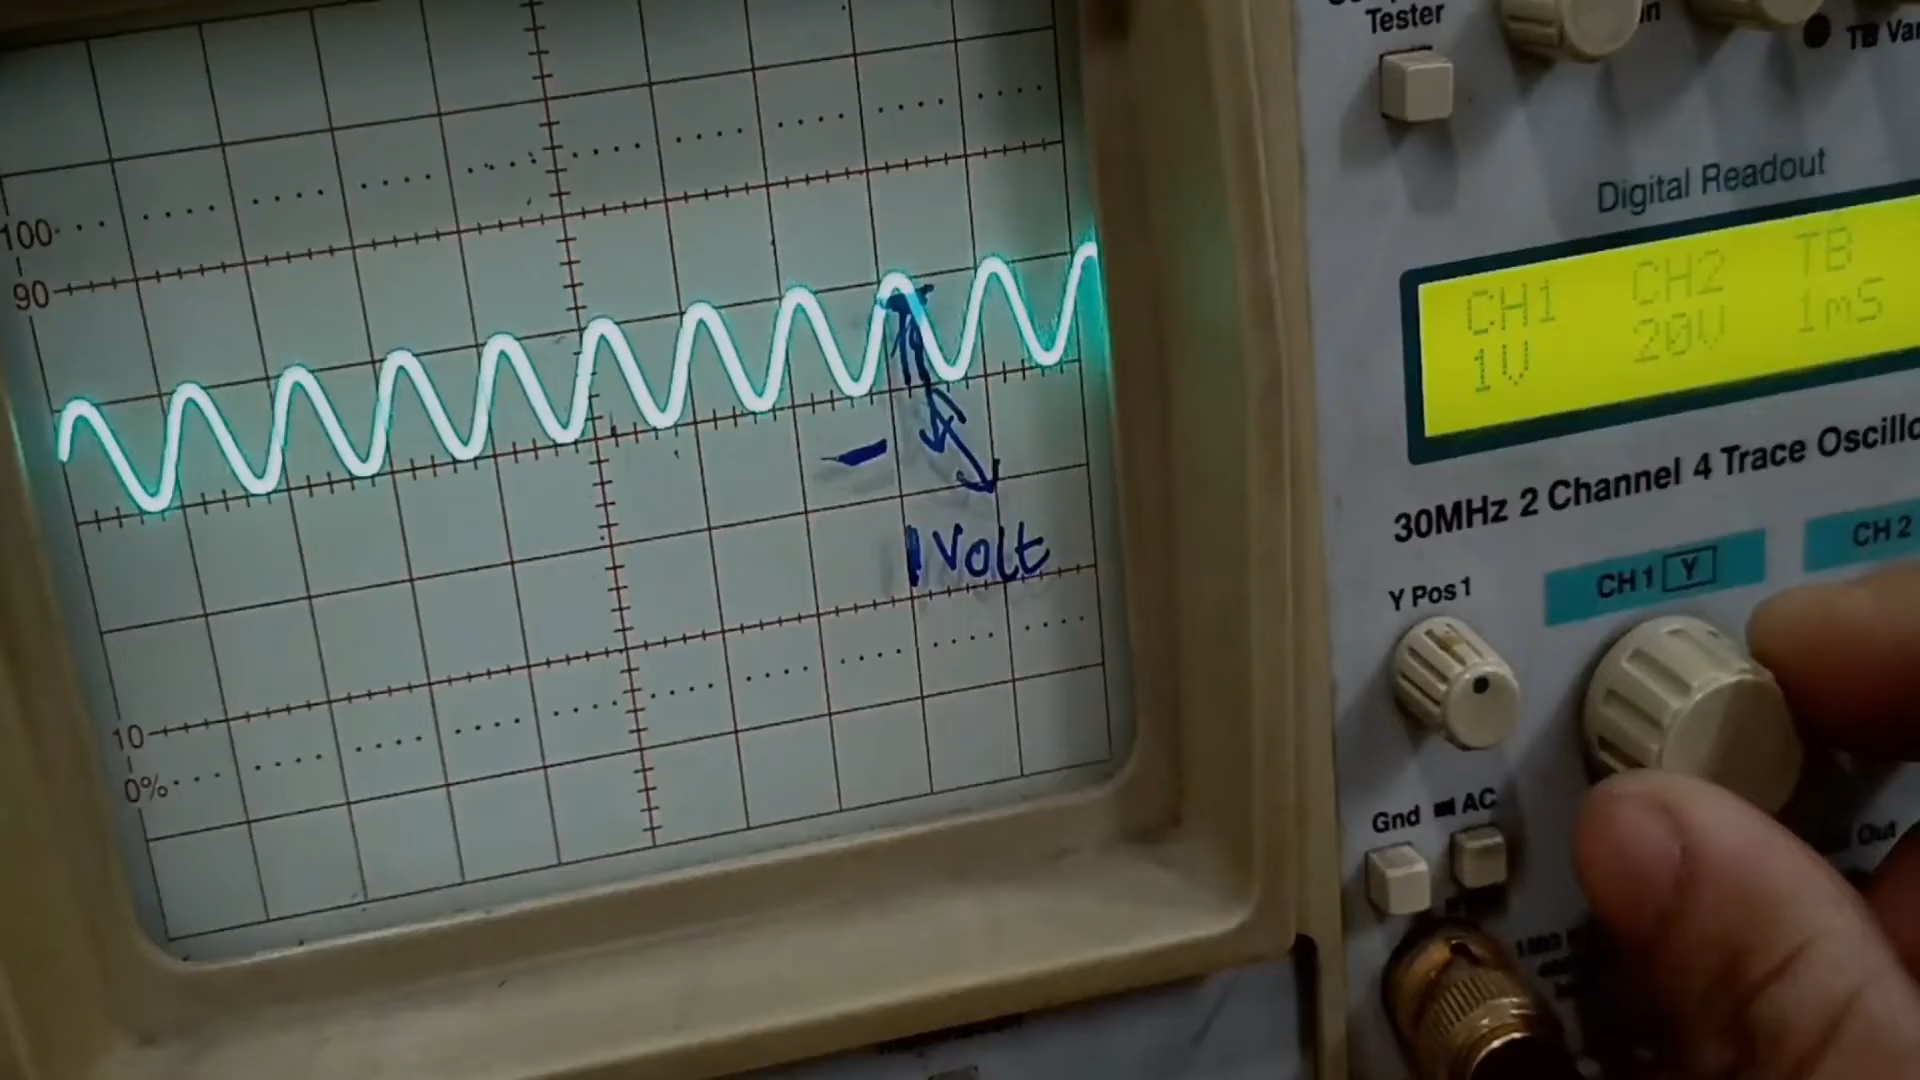 Tester
TB Var
Digital Readout
CH1 CH2 TB
1V 20V 1mS
30MHz 2 Channel 4 Trace Oscillo
CH1 Y
CH 2
Y Pos 1
Gnd AC
Out
100
90
10
0%
1 Volt